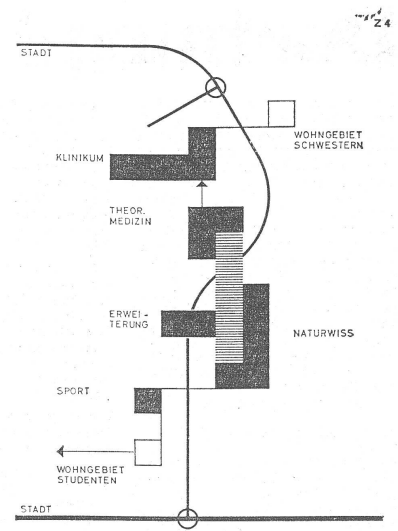 Z4
STADT
WOHNGEBIET
SCHWESTERN
KLINIKUM
THEOR.
MEDIZIN
ERWEI-
TERUNG
NATURWISS
SPORT
WOHNGEBIET
STUDENTEN
STADT